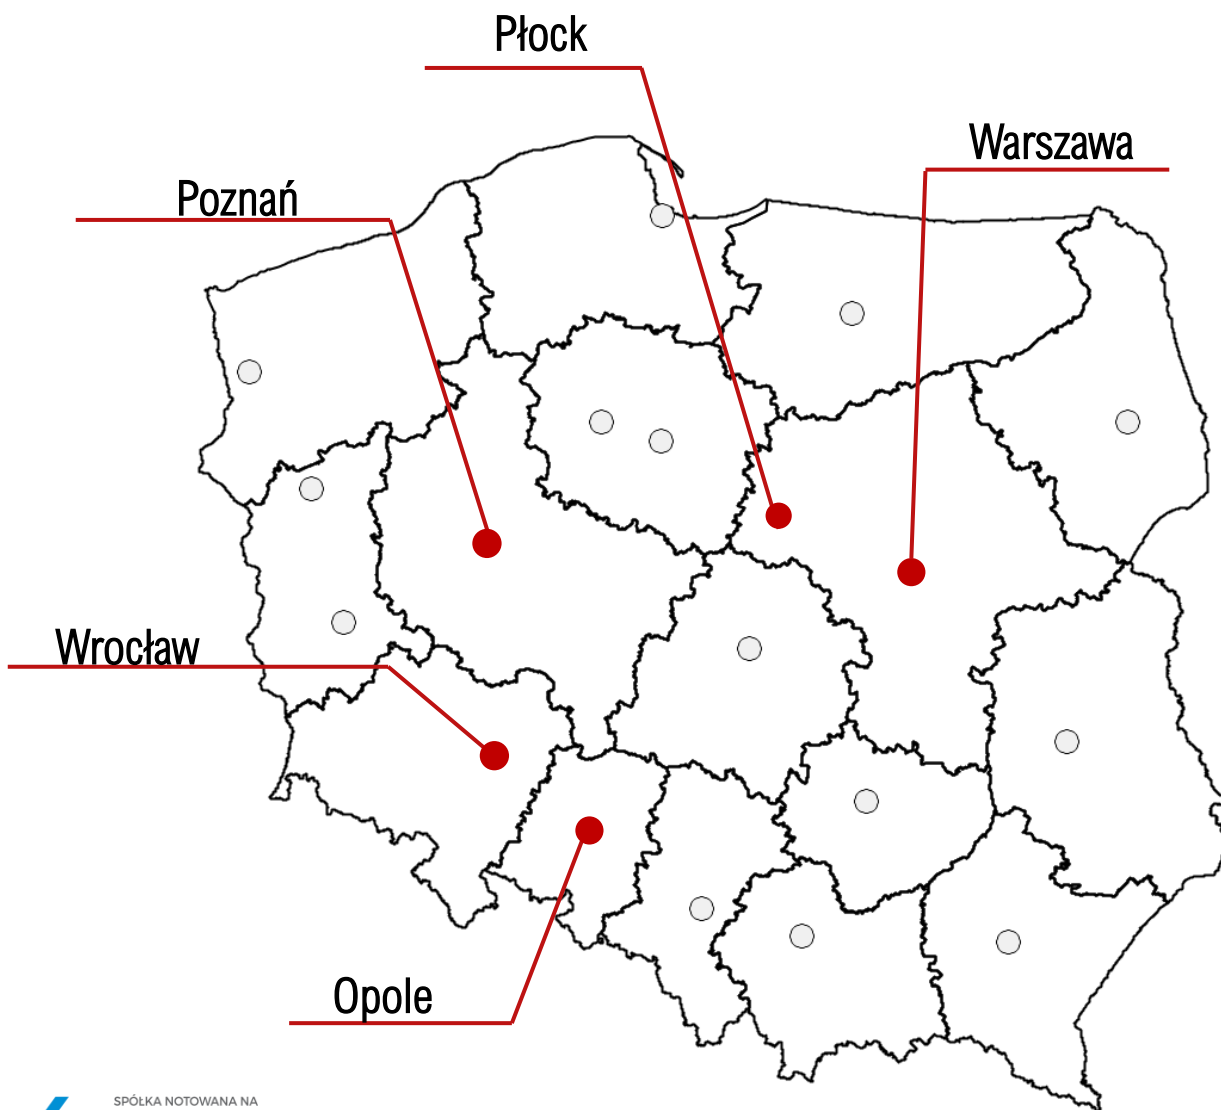 Płock
Warszawa
Poznań
Wrocław
Opole
SPÓŁKA NOTOWANA NA